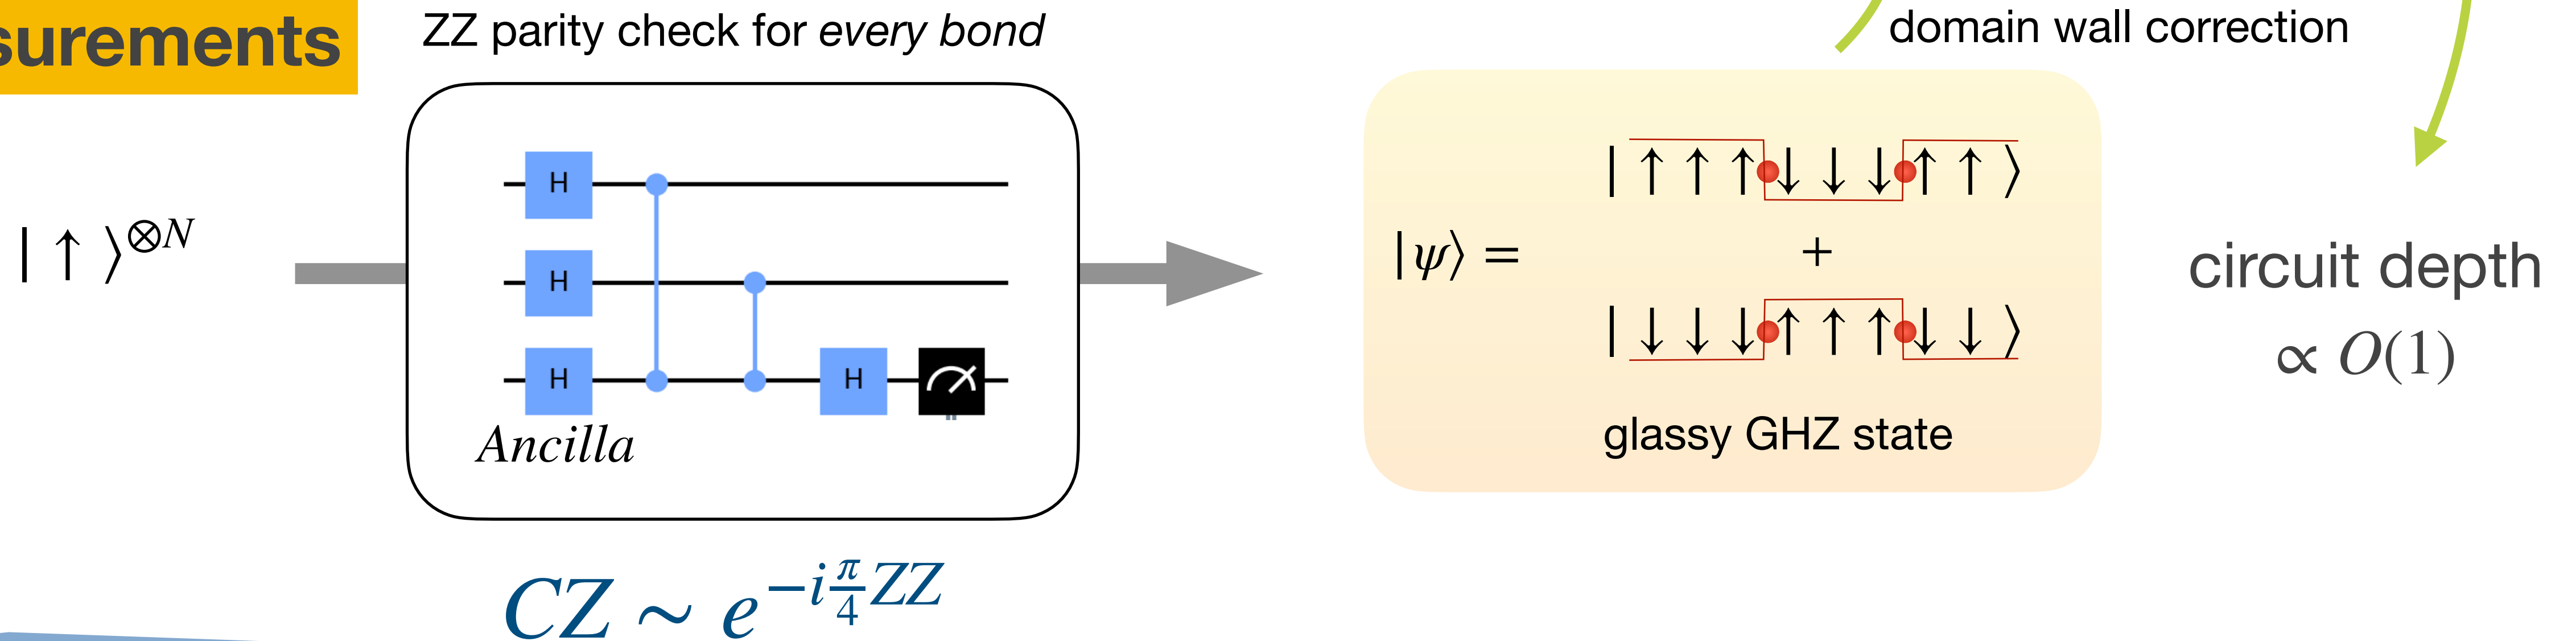 surements
ZZ parity check for every bond
domain wall correction
| ↑ ⟩⊗N
H
H
H
H
Ancilla
CZ ~ e^{-i\frac{π}{4}ZZ}
|ψ⟩ =
| ↑ ↑ ↑ ↓ ↓ ↓ ↑ ↑ ⟩
+
| ↓ ↓ ↓ ↑ ↑ ↑ ↓ ↓ ⟩
glassy GHZ state
circuit depth
∝ O(1)